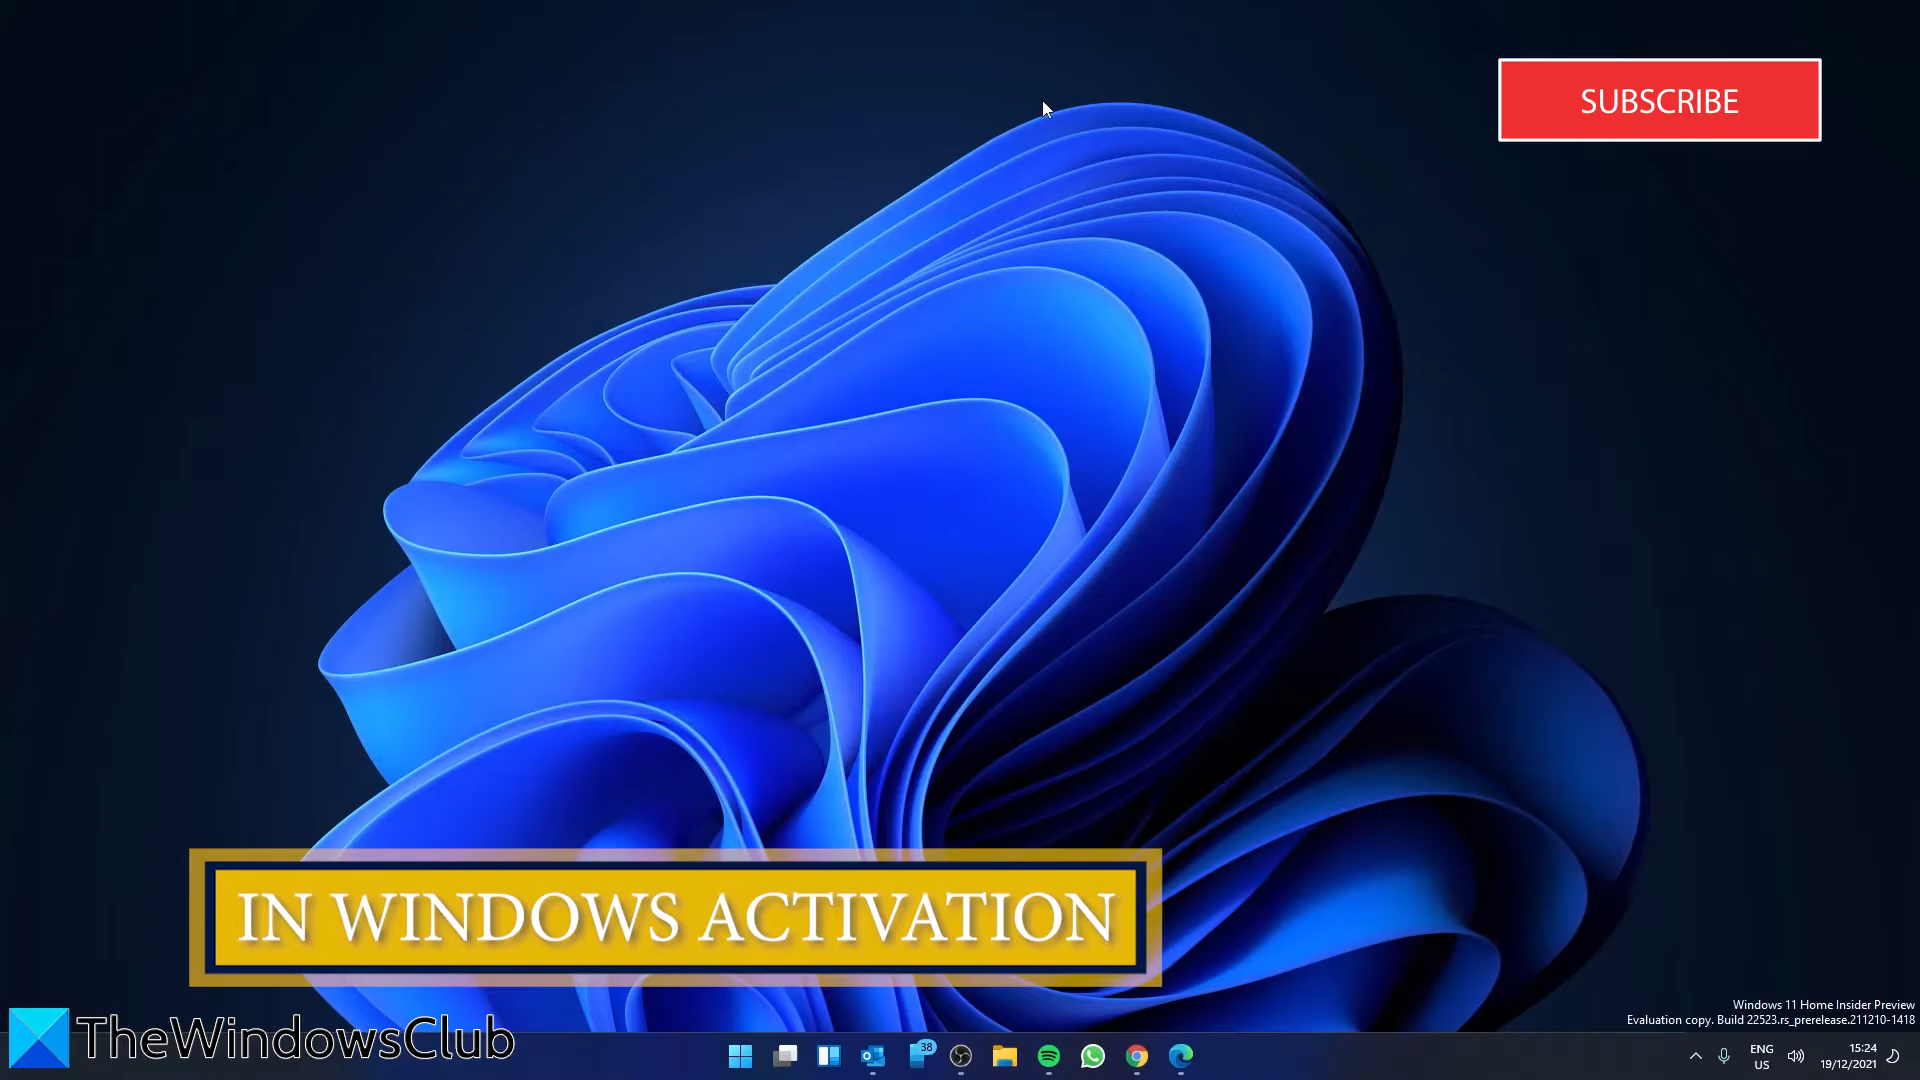 SUBSCRIBE
IN WINDOWS ACTIVATION
Windows 11 Home Insider Preview
Evaluation copy. Build 22523.rs_prerelease.211210-1418
TheWindowsClub
38
ENG
US
15:24
19/12/2021